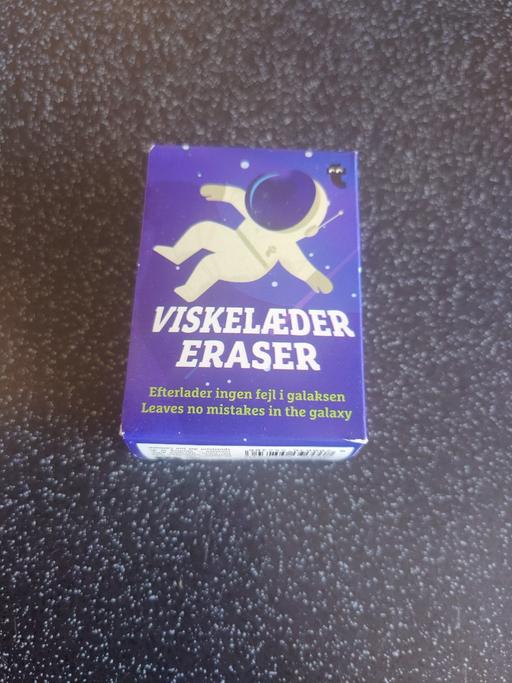 VISKELÆDER
ERASER
Efterlader ingen fejl i galaksen
Leaves no mistakes in the galaxy